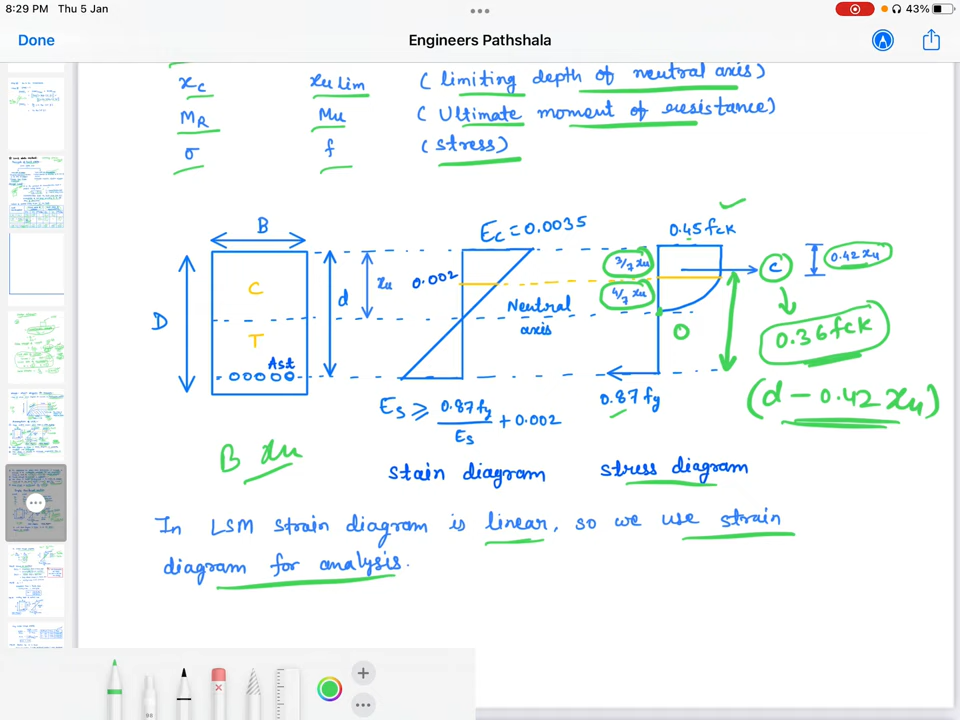 8:29 PM Thu 5 Jan
43%
Done
Engineers Pathshala
xc xu lim (limiting depth of neutral axis)
MR Mu (Ultimate moment of resistance)
σ f (stress)
B
Ec = 0.0035
0.45 fck
3/7 xu
C
0.42 xu
xu
0.002
C
d
4/7 xu
D
Neutral
axis
T
0.36 fck
Ast
0.87 fy
(d - 0.42 xu)
Es ≥ 0.87 fy / Es + 0.002
B xu
stain diagram
stress diagram
In LSM strain diagram is linear, so we use strain
diagram for analysis.